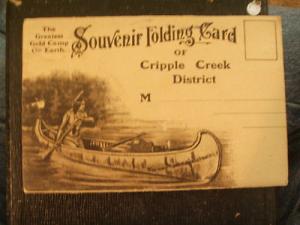 The
Greatest
Gold Camp
On Earth.
Souvenir Folding Card
OF
Cripple Creek
District
M